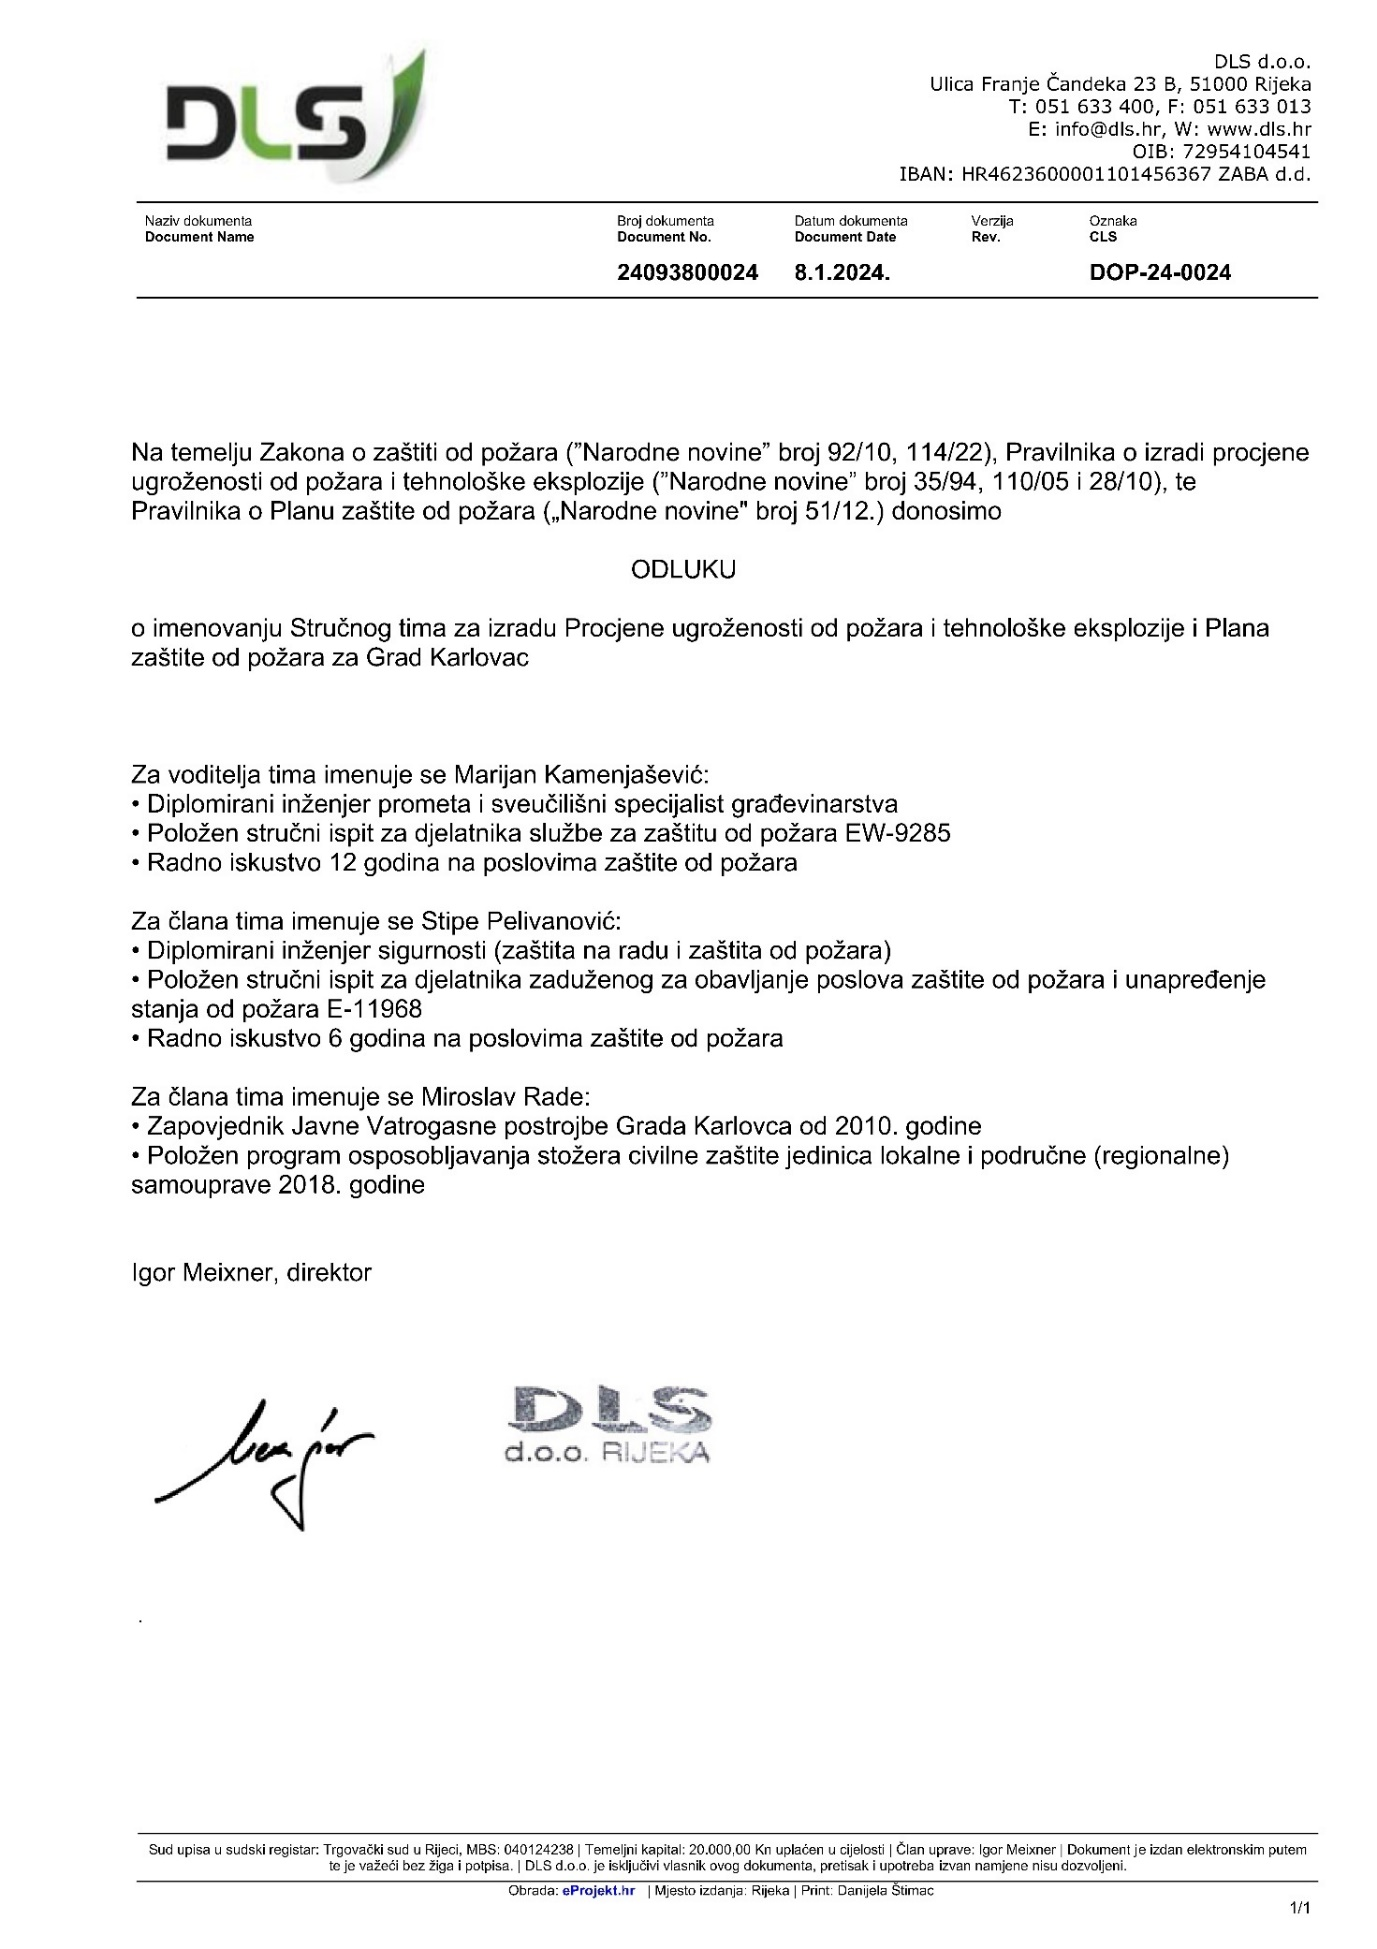 DLS
DLS d.o.o.
Ulica Franje Čandeka 23 B, 51000 Rijeka
T: 051 633 400, F: 051 633 013
E: info@dls.hr, W: www.dls.hr
OIB: 72954104541
IBAN: HR4623600001101456367 ZABA d.d.
Naziv dokumenta Broj dokumenta Datum dokumenta Verzija Oznaka
Document Name Document No. Document Date Rev. CLS
24093800024 8.1.2024. DOP-24-0024
Na temelju Zakona o zaštiti od požara (”Narodne novine” broj 92/10, 114/22), Pravilnika o izradi procjene
ugroženosti od požara i tehnološke eksplozije (”Narodne novine” broj 35/94, 110/05 i 28/10), te
Pravilnika o Planu zaštite od požara („Narodne novine" broj 51/12.) donosimo
ODLUKU
o imenovanju Stručnog tima za izradu Procjene ugroženosti od požara i tehnološke eksplozije i Plana
zaštite od požara za Grad Karlovac
Za voditelja tima imenuje se Marijan Kamenjašević:
• Diplomirani inženjer prometa i sveučilišni specijalist građevinarstva
• Položen stručni ispit za djelatnika službe za zaštitu od požara EW-9285
• Radno iskustvo 12 godina na poslovima zaštite od požara
Za člana tima imenuje se Stipe Pelivanović:
• Diplomirani inženjer sigurnosti (zaštita na radu i zaštita od požara)
• Položen stručni ispit za djelatnika zaduženog za obavljanje poslova zaštite od požara i unapređenje
stanja od požara E-11968
• Radno iskustvo 6 godina na poslovima zaštite od požara
Za člana tima imenuje se Miroslav Rade:
• Zapovjednik Javne Vatrogasne postrojbe Grada Karlovca od 2010. godine
• Položen program osposobljavanja stožera civilne zaštite jedinica lokalne i područne (regionalne)
samouprave 2018. godine
Igor Meixner, direktor
DLS
d.o.o. RIJEKA
.
Sud upisa u sudski registar: Trgovački sud u Rijeci, MBS: 040124238 | Temeljni kapital: 20.000,00 Kn uplaćen u cijelosti | Član uprave: Igor Meixner | Dokument je izdan elektronskim putem
te je važeći bez žiga i potpisa. | DLS d.o.o. je isključivi vlasnik ovog dokumenta, pretisak i upotreba izvan namjene nisu dozvoljeni.
Obrada: eProjekt.hr | Mjesto izdanja: Rijeka | Print: Danijela Štimac
1/1